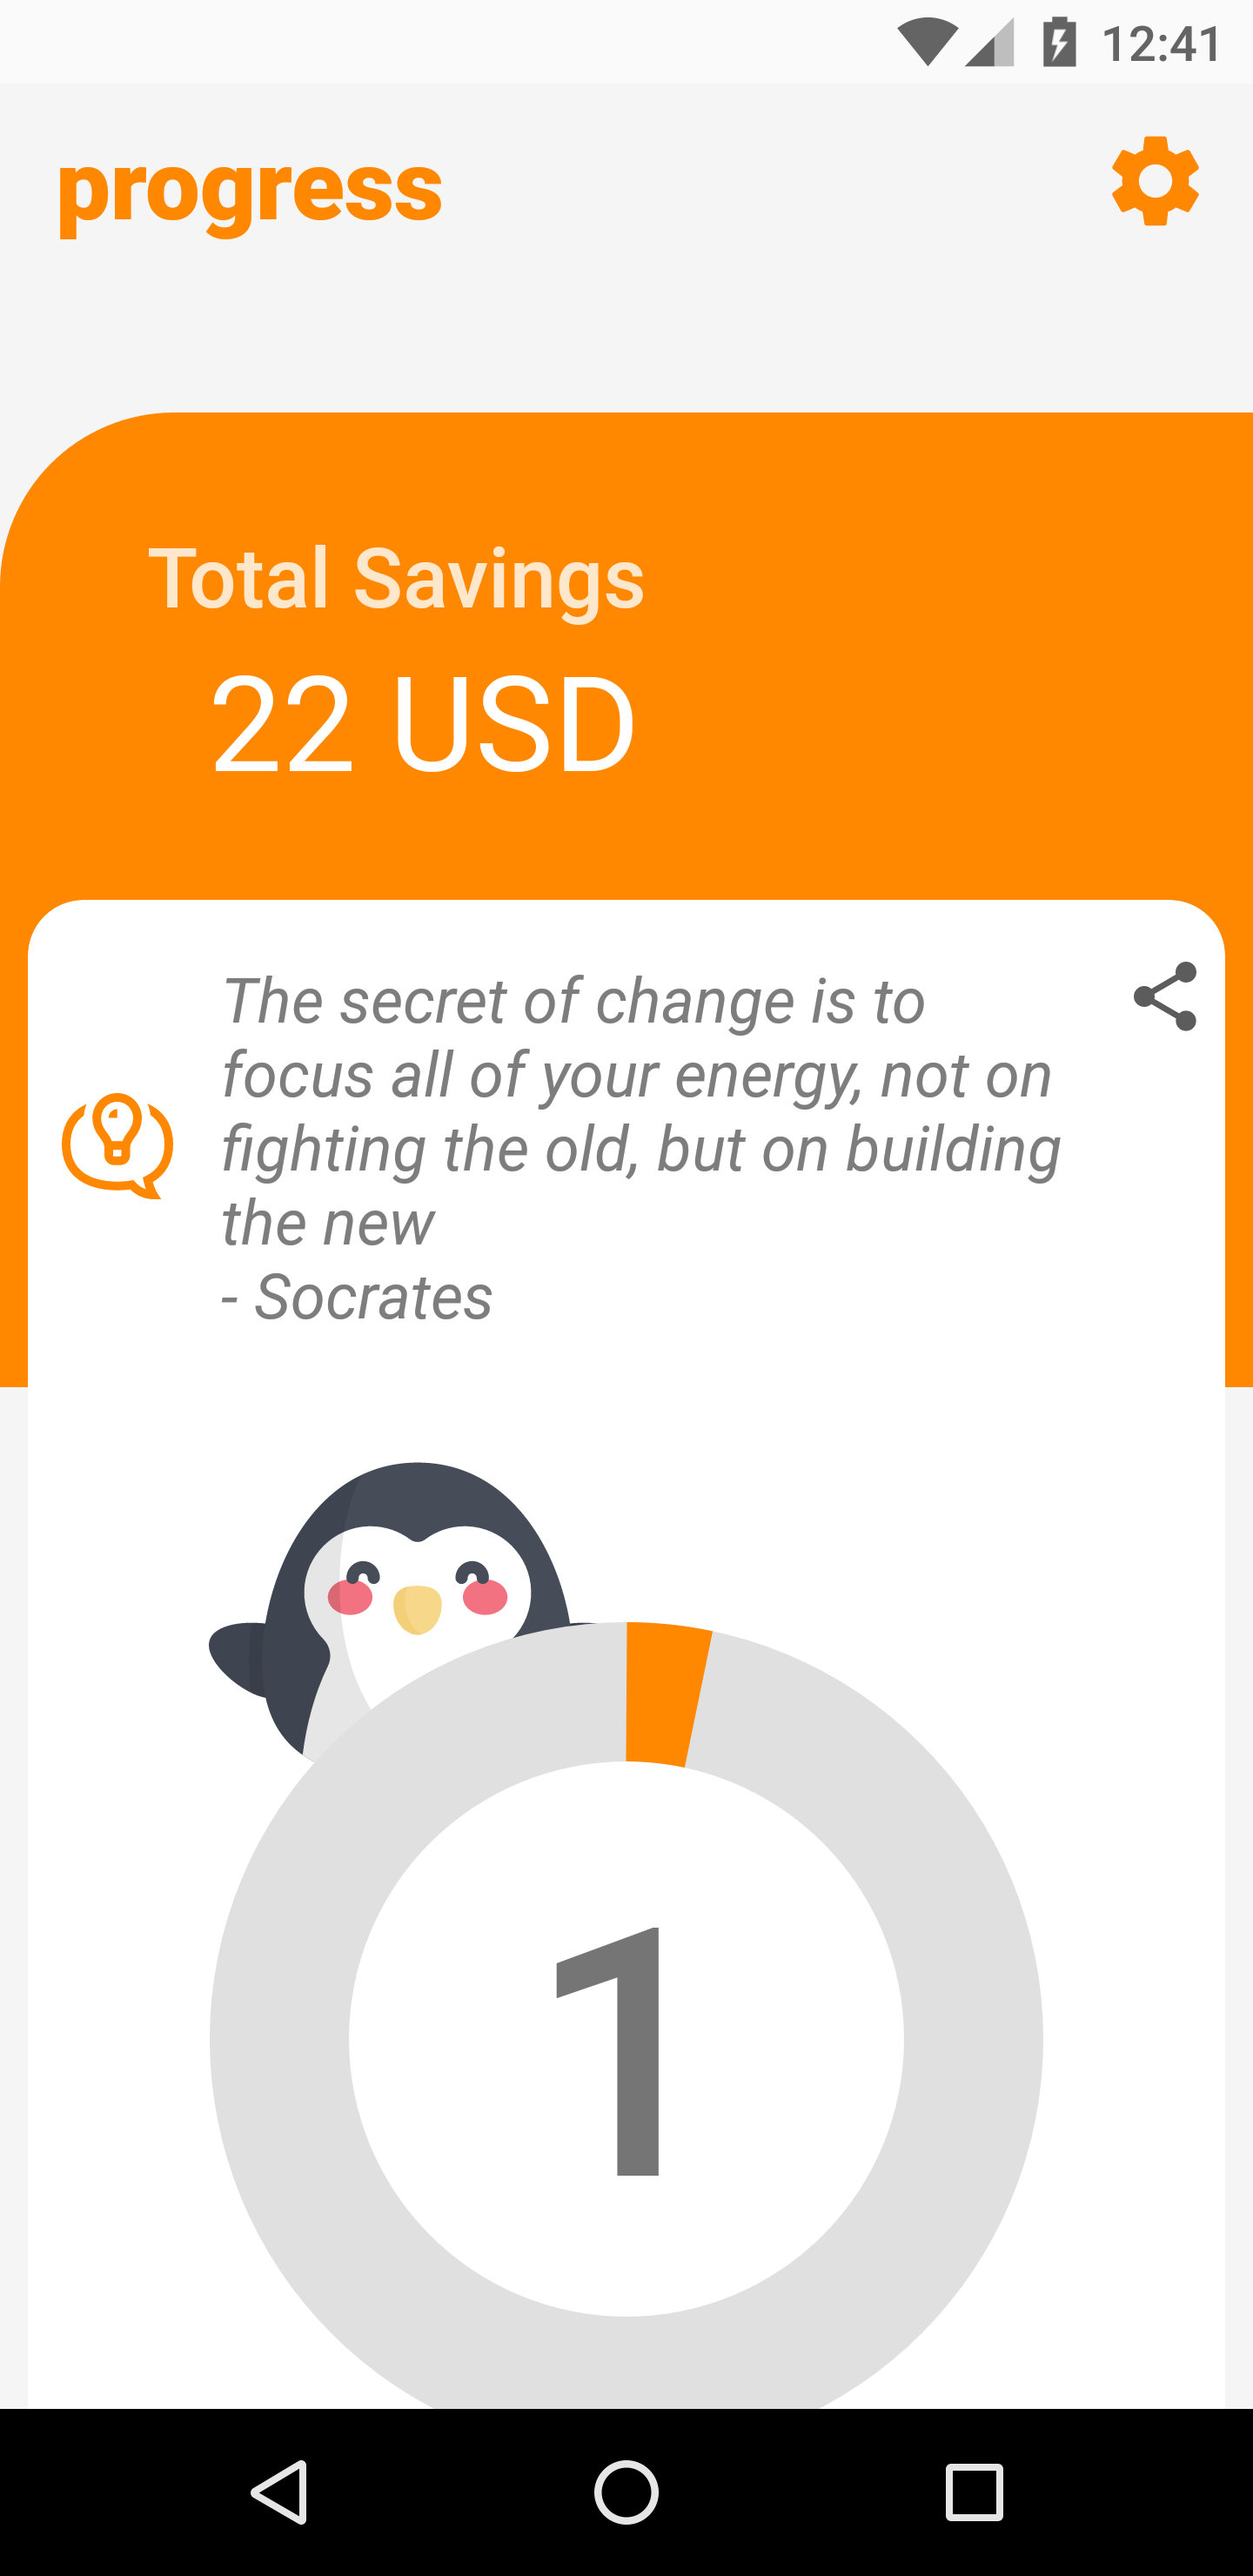 12:41
progress
Total Savings
22 USD
The secret of change is to
focus all of your energy, not on
fighting the old, but on building
the new
- Socrates
1